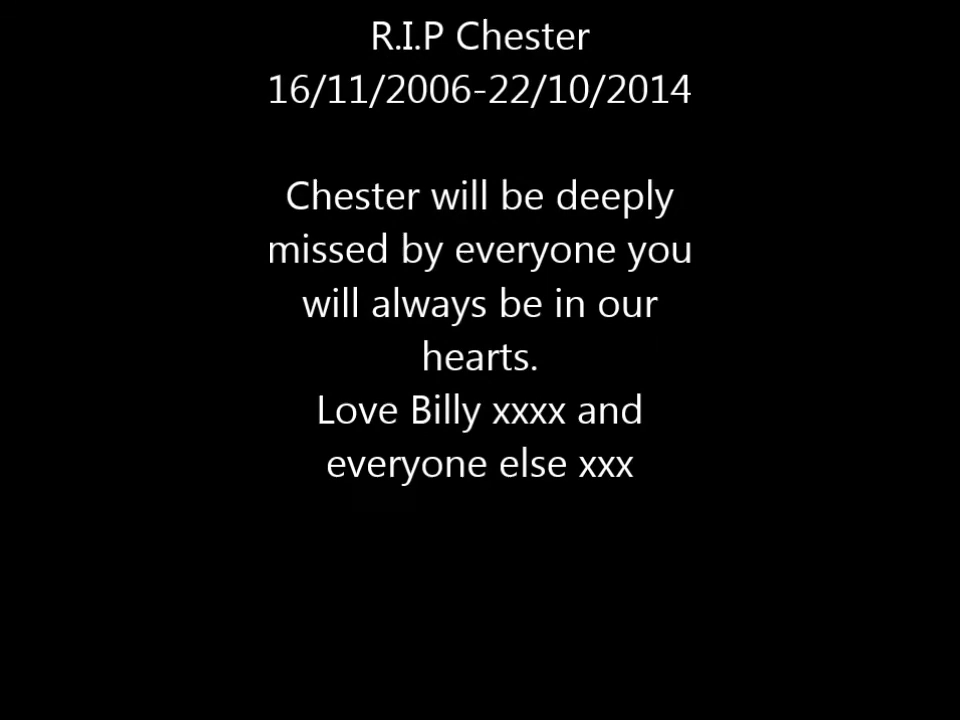 R.I.P Chester
16/11/2006-22/10/2014
Chester will be deeply
missed by everyone you
will always be in our
hearts.
Love Billy xxxx and
everyone else xxx